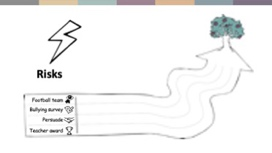 Risks
Football team
Bullying survey
Persuade
Teacher award